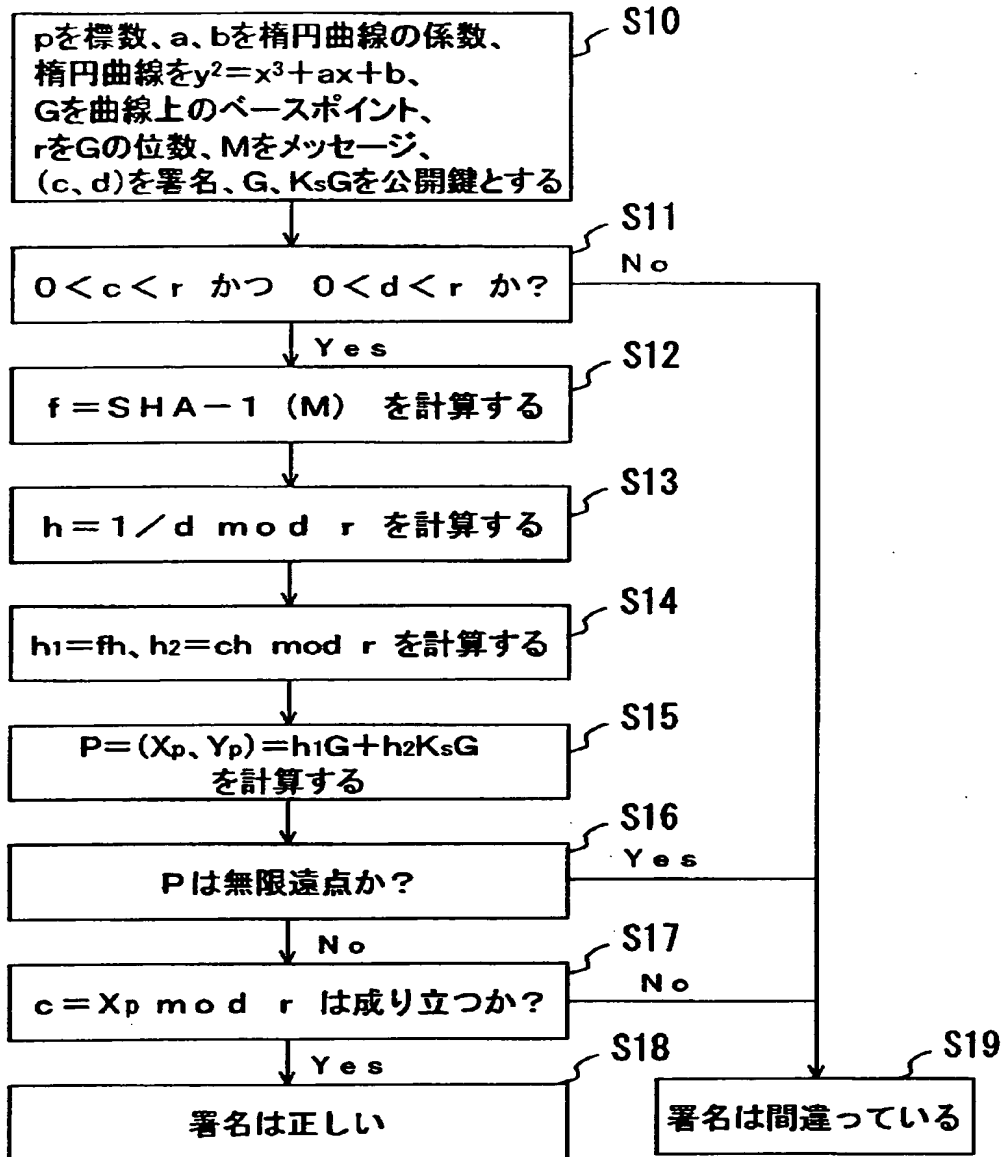 S10
pを標数、a、bを楕円曲線の係数、
楕円曲線をy²=x³+ax+b、
Gを曲線上のベースポイント、
rをGの位数、Mをメッセージ、
(c、d)を署名、G、KsGを公開鍵とする
S11
0<c<r かつ 0<d<r か?
No
Yes
S12
f=SHA-1(M) を計算する
S13
h=1/d mod r を計算する
S14
h1=fh、h2=ch mod r を計算する
S15
P=(Xp、Yp)=h1G+h2KsG
を計算する
S16
Pは無限遠点か?
Yes
No
S17
c=Xp mod r は成り立つか?
No
Yes
S18
署名は正しい
S19
署名は間違っている